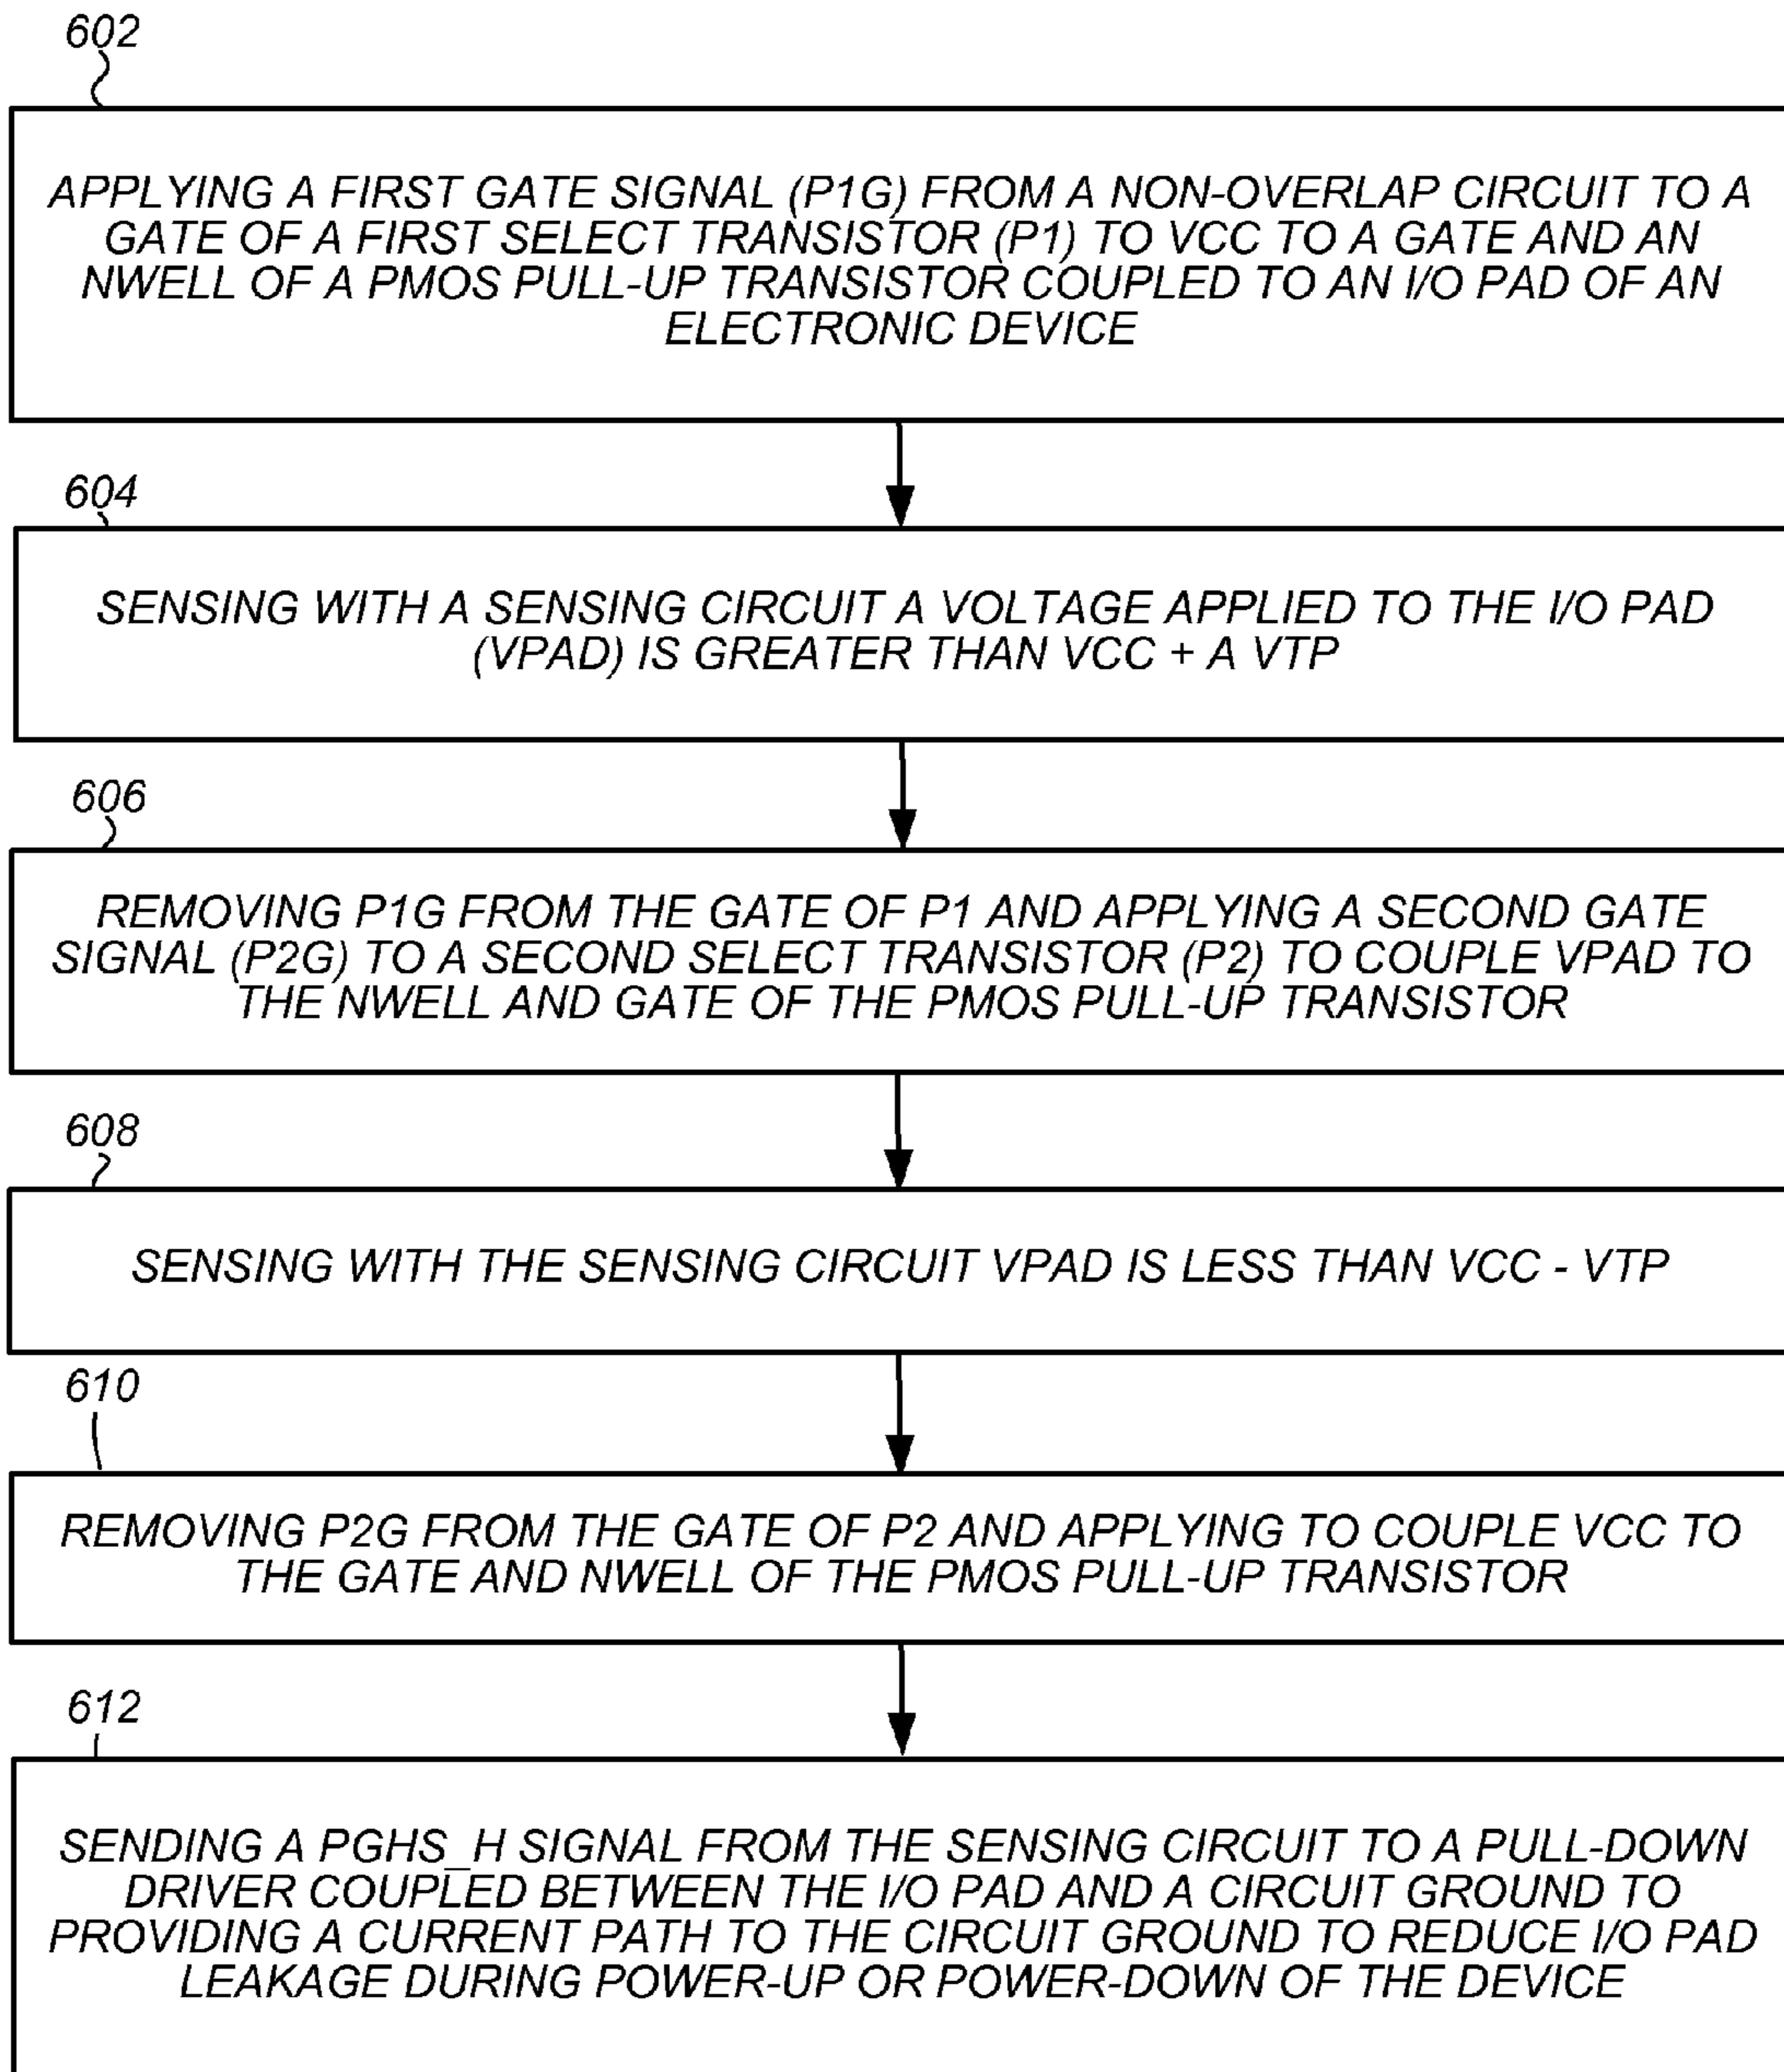 602
APPLYING A FIRST GATE SIGNAL (P1G) FROM A NON-OVERLAP CIRCUIT TO A
GATE OF A FIRST SELECT TRANSISTOR (P1) TO VCC TO A GATE AND AN
NWELL OF A PMOS PULL-UP TRANSISTOR COUPLED TO AN I/O PAD OF AN
ELECTRONIC DEVICE
604
SENSING WITH A SENSING CIRCUIT A VOLTAGE APPLIED TO THE I/O PAD
(VPAD) IS GREATER THAN VCC + A VTP
606
REMOVING P1G FROM THE GATE OF P1 AND APPLYING A SECOND GATE
SIGNAL (P2G) TO A SECOND SELECT TRANSISTOR (P2) TO COUPLE VPAD TO
THE NWELL AND GATE OF THE PMOS PULL-UP TRANSISTOR
608
SENSING WITH THE SENSING CIRCUIT VPAD IS LESS THAN VCC - VTP
610
REMOVING P2G FROM THE GATE OF P2 AND APPLYING TO COUPLE VCC TO
THE GATE AND NWELL OF THE PMOS PULL-UP TRANSISTOR
612
SENDING A PGHS_H SIGNAL FROM THE SENSING CIRCUIT TO A PULL-DOWN
DRIVER COUPLED BETWEEN THE I/O PAD AND A CIRCUIT GROUND TO
PROVIDING A CURRENT PATH TO THE CIRCUIT GROUND TO REDUCE I/O PAD
LEAKAGE DURING POWER-UP OR POWER-DOWN OF THE DEVICE